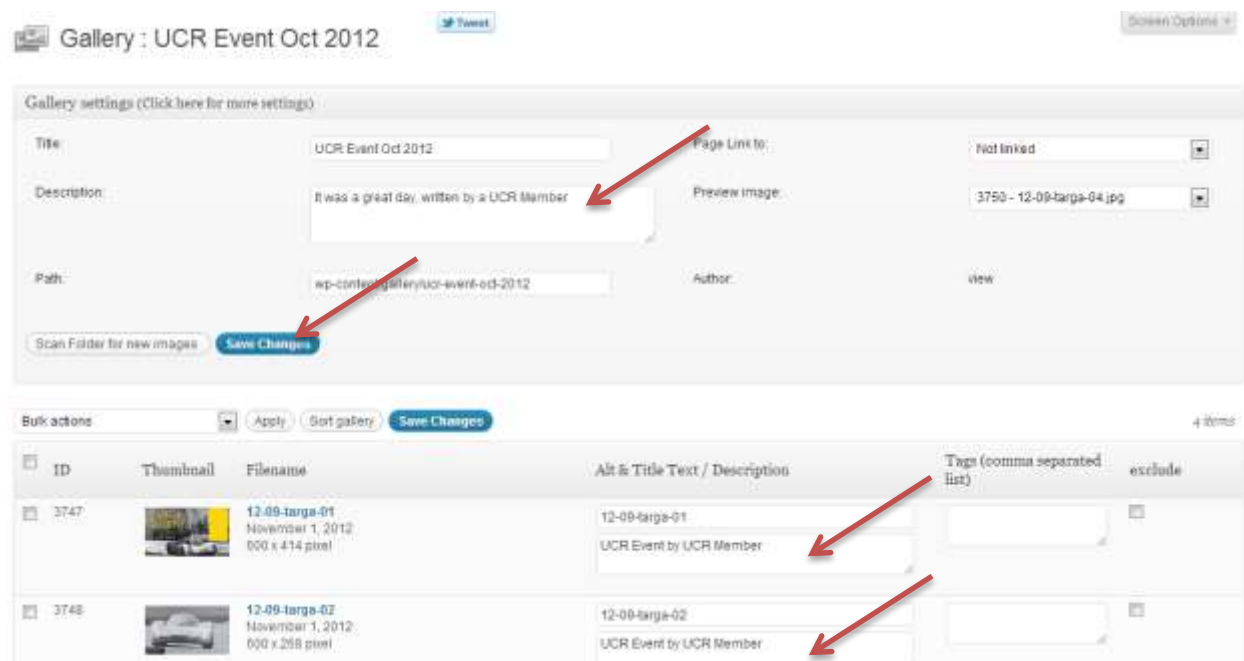 Gallery : UCR Event Oct 2012
Tweet
Screen Options
Gallery settings (Click here for more settings)
Title:
UCR Event Oct 2012
Page Link to:
Not linked
Description:
It was a great day, written by a UCR Member
Preview image:
3750 - 12-09-targa-04.jpg
Path:
wp-content/gallery/ucr-event-oct-2012
Author:
view
Scan Folder for new images
Save Changes
Bulk actions
Apply
Sort gallery
Save Changes
4 items
ID
Thumbnail
Filename
Alt & Title Text / Description
Tags (comma separated
list)
exclude
3747
12-09-targa-01
November 1, 2012
600 x 414 pixel
12-09-targa-01
UCR Event by UCR Member
3748
12-09-targa-02
November 1, 2012
600 x 268 pixel
12-09-targa-02
UCR Event by UCR Member